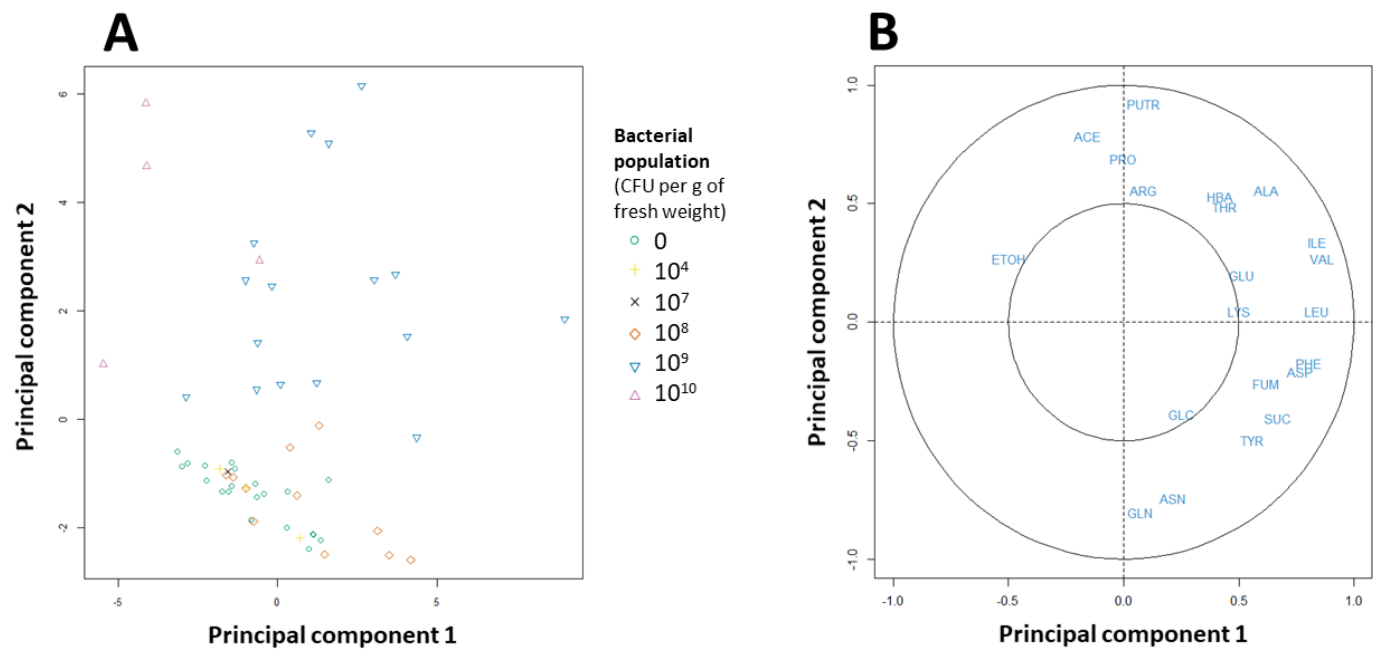 A
B
6
4
2
0
-2
-5
0
5
Principal component 1
Principal component 2
Bacterial
population
(CFU per g of
fresh weight)
0
10⁴
10⁷
10⁸
10⁹
10¹⁰
1.0
0.5
0.0
-0.5
-1.0
PUTR
ACE
PRO
ARG
HBA
ALA
THR
ILE
ETOH
VAL
GLU
LYS
LEU
PHE
ASP
FUM
GLC
SUC
TYR
ASN
GLN
-1.0
-0.5
0.0
0.5
1.0
Principal component 1
Principal component 2